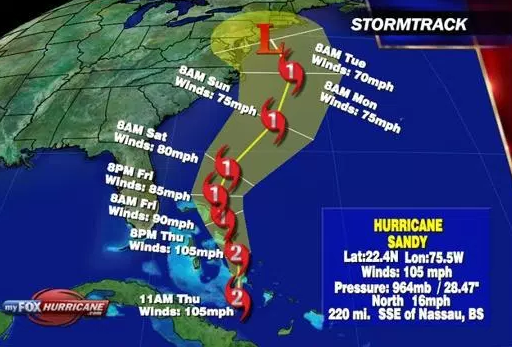 STORMTRACK
L
8AM Tue
Winds: 70mph
1
8AM Mon
Winds: 75mph
8AM Sun
Winds: 75mph
1
8AM Sat
Winds: 80mph
1
8PM Fri
Winds: 85mph
1
8AM Fri
Winds: 90mph
1
8PM Thu
Winds: 105mph
2
11AM Thu
Winds: 105mph
2
HURRICANE
SANDY
Lat:22.4N Lon:75.5W
Winds: 105 mph
Pressure: 964mb / 28.47"
North 16mph
220 mi. SSE of Nassau, BS
myFOXHURRICANE
.com